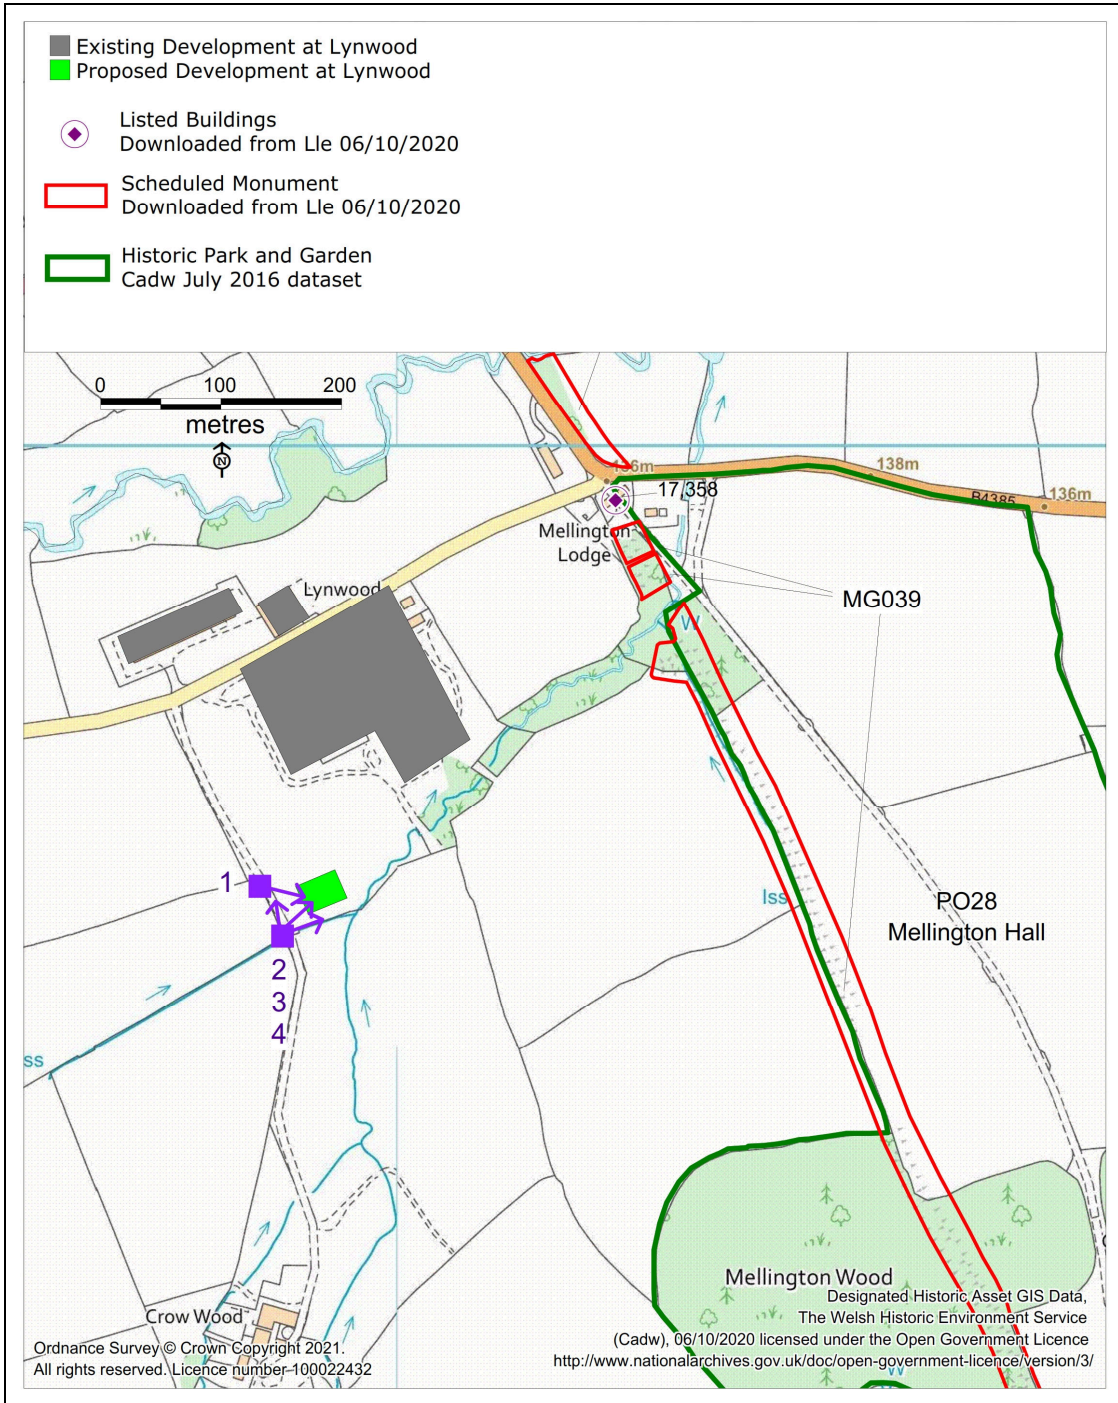 Existing Development at Lynwood
Proposed Development at Lynwood
Listed Buildings
Downloaded from Lle 06/10/2020
Scheduled Monument
Downloaded from Lle 06/10/2020
Historic Park and Garden
Cadw July 2016 dataset
0 100 200
metres
N
138m
17,358
B4385
136m
Mellington
Lodge
Lynwood
MG039
W
1
Iss
PO28
Mellington Hall
2
3
4
ss
Mellington Wood
Crow Wood
Designated Historic Asset GIS Data,
The Welsh Historic Environment Service
(Cadw), 06/10/2020 licensed under the Open Government Licence
http://www.nationalarchives.gov.uk/doc/open-government-licence/version/3/
Ordnance Survey © Crown Copyright 2021.
All rights reserved. Licence number 100022432
W